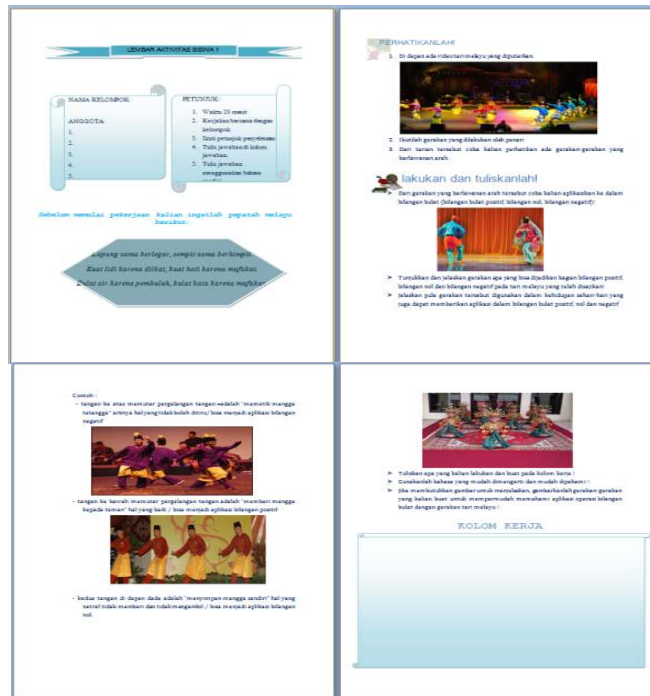 LEMBAR AKTIVITAS SISWA 1
NAMA KELOMPOK:
ANGGOTA:
1.
2.
3.
4.
5.
PETUNJUK:
1. Waktu 20 menit
2. Kerjakan bersama dengan
kelompok
3. Ikuti petunjuk penyelesaian
4. Tulis jawaban di kolom
jawaban,
5. Tulis jawaban
menggunakan bahasa
Sebelum memulai pekerjaan kalian ingatlah pepatah melayu
berikut:
Lapang sama berlegar, sempit sama berhimpit
Kuat lidi karena diikat, kuat hati karena mufakat
Bulat air karena pembuluh, bulat kata karena mufakat
PERHATIKANLAH!
1. Di depan ada video tari melayu yang diputarkan.
2. Ikutilah gerakan yang dilakukan oleh penari
3. Dari tarian tersebut coba kalian perhatikan ada gerakan-gerakan yang
berlawanan arah.
lakukan dan tuliskanlah!
➢ Dari gerakan yang berlawanan arah tersebut coba kalian aplikasikan ke dalam
bilangan bulat (bilangan bulat positif, bilangan nol, bilangan negatif)!
➢ Tunjukkan dan jelaskan gerakan apa yang bisa dijadikan bagian bilangan positif,
bilangan nol dan bilangan negatif pada tari melayu yang telah disajikan!
➢ Jelaskan pula gerakan tersebut digunakan dalam kehidupan sehari-hari yang
juga dapat memberikan aplikasi dalam bilangan bulat positif, nol dan negatif
Contoh :
- tangan ke atas memutar pergelangan tangan adalah "memetik mangga
tetangga" artinya hal yang tidak boleh ditiru/ bisa menjadi aplikasi bilangan
negatif
- tangan ke bawah memutar pergelangan tangan adalah "memberi mangga
kepada teman" hal yang baik / bisa menjadi aplikasi bilangan positif
- kedua tangan di depan dada adalah "menyimpan mangga sendiri" hal yang
netral tidak memberi dan tidak mengambil / bisa menjadi aplikasi bilangan
nol.
➢ Tuliskan apa yang kalian lakukan dan buat pada kolom kerja !
➢ Gunakanlah bahasa yang mudah dimengerti dan mudah dipahami !
➢ Jika membutuhkan gambar untuk menjelaskan, gambarkanlah gerakan-gerakan
yang kalian buat untuk mempermudah memahami aplikasi operasi bilangan
bulat dengan gerakan tari melayu !
KOLOM KERJA